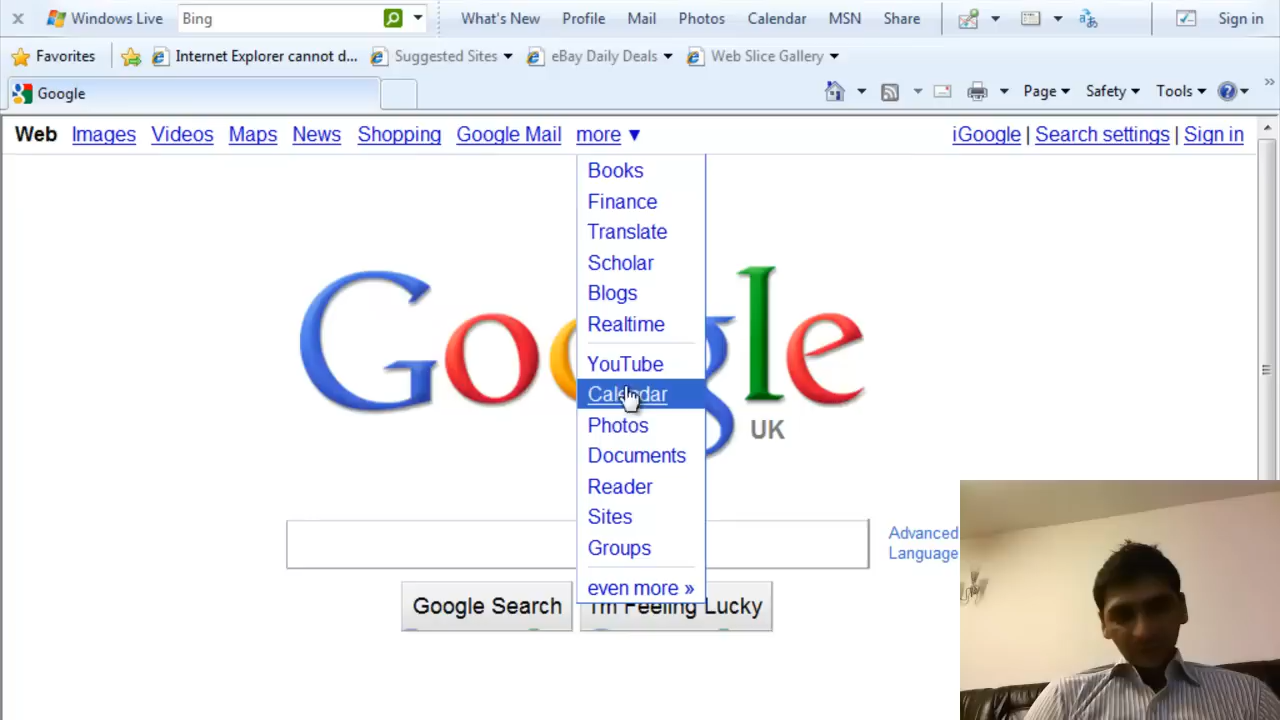 Windows Live Bing What's New Profile Mail Photos Calendar MSN Share Sign in
Favorites Internet Explorer cannot d... Suggested Sites eBay Daily Deals Web Slice Gallery
Google Page Safety Tools
Web Images Videos Maps News Shopping Google Mail more ▼ iGoogle | Search settings | Sign in
Books
Finance
Translate
Scholar
Blogs
Realtime
YouTube
Calendar
Photos
Documents
Reader
Sites
Groups
even more »
Google
UK
Advanced
Language
Google Search I'm Feeling Lucky